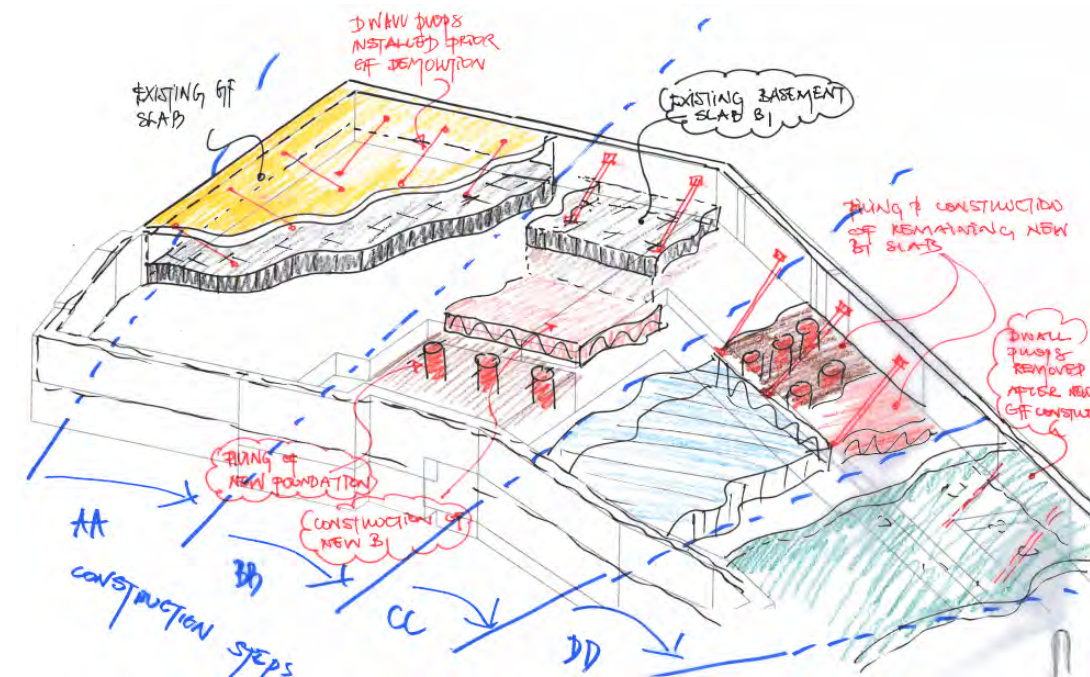 DWALL PROPS
INSTALLED PRIOR
GF DEMOLITION
EXISTING GF
SLAB
EXISTING BASEMENT
SLAB B1
PILING & CONSTRUCTION
OF REMAINING NEW
B1 SLAB
DWALL
PROPS
REMOVED
AFTER NEW
GF
PILING OF
NEW FOUNDATION
CONSTRUCTION OF
NEW B1
AA
BB
CC
DD
CONSTRUCTION STEPS